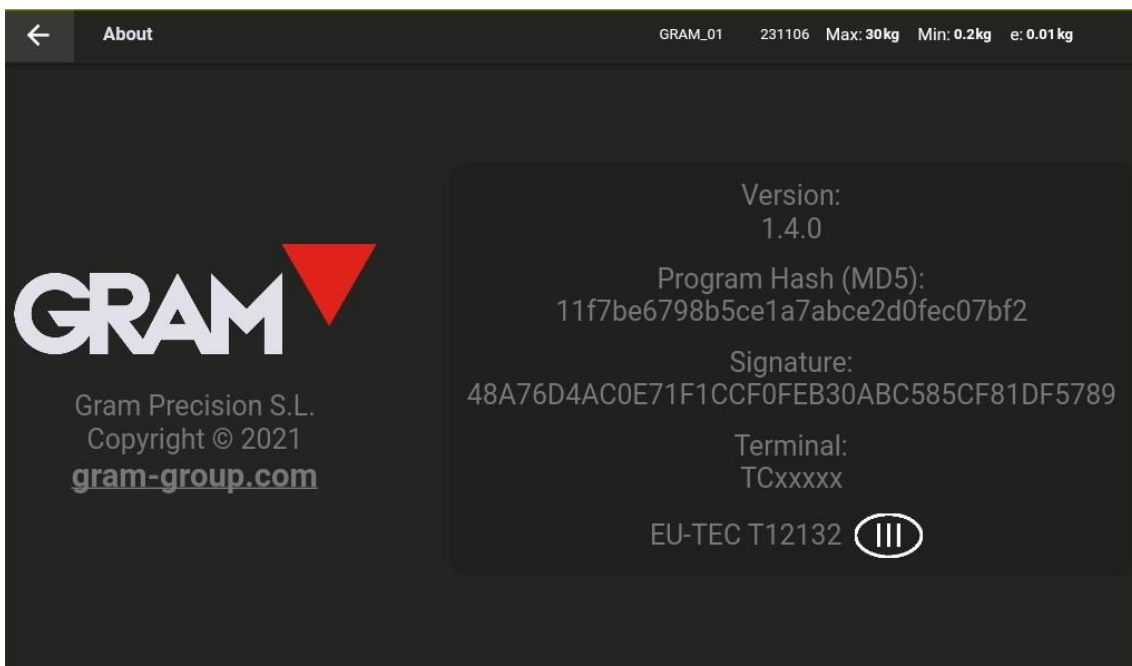 About
GRAM_01 231106 Max: 30kg Min: 0.2kg e: 0.01kg
GRAM
Gram Precision S.L.
Copyright © 2021
gram-group.com
Version:
1.4.0
Program Hash (MD5):
11f7be6798b5ce1a7abce2d0fec07bf2
Signature:
48A76D4AC0E71F1CCF0FEB30ABC585CF81DF5789
Terminal:
TCxxxxx
EU-TEC T12132 III